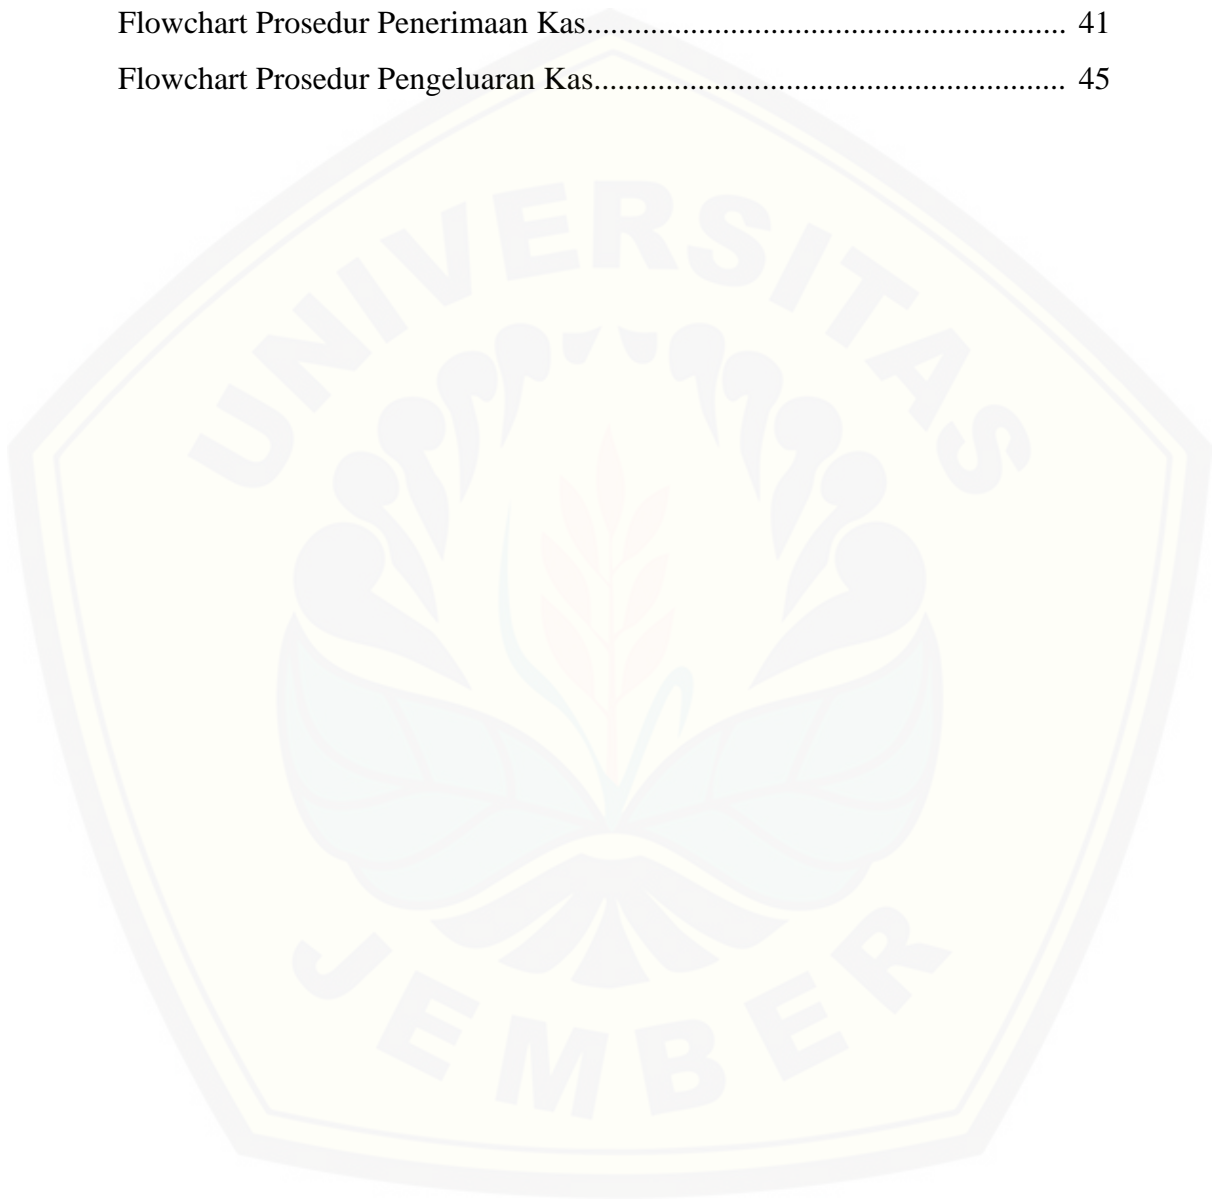 Flowchart Prosedur Penerimaan Kas............................................................ 41
Flowchart Prosedur Pengeluaran Kas........................................................... 45
UNIVERSITAS
JEMBER